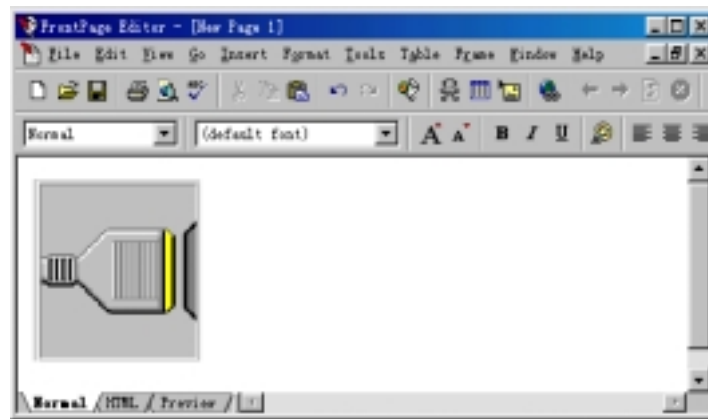 FrontPage Editor - [New Page 1]
File Edit View Go Insert Format Tools Table Frame Window Help
Normal (default font) A A B I U
Normal HTML Preview